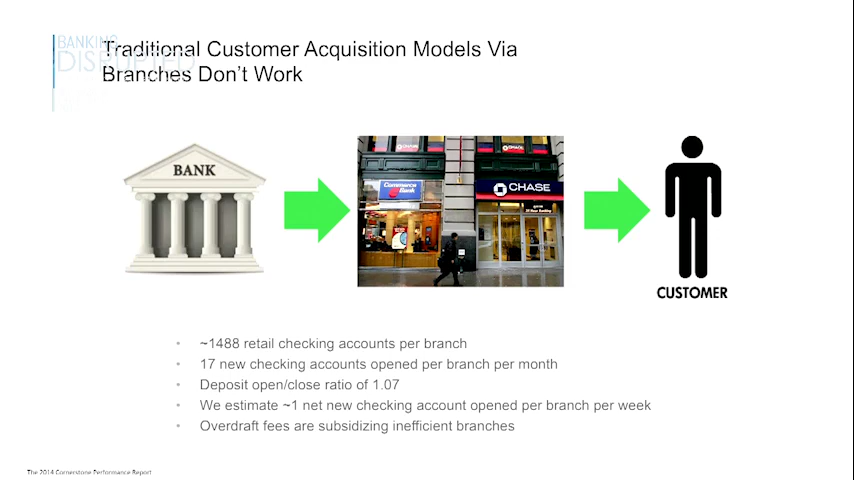 BANKING
DISRUPTED
Traditional Customer Acquisition Models Via
Branches Don't Work
BANK
Commerce
Bank
CHASE
24 Hour Banking
CUSTOMER
• ~1488 retail checking accounts per branch
• 17 new checking accounts opened per branch per month
• Deposit open/close ratio of 1.07
• We estimate ~1 net new checking account opened per branch per week
• Overdraft fees are subsidizing inefficient branches
The 2014 Cornerstone Performance Report